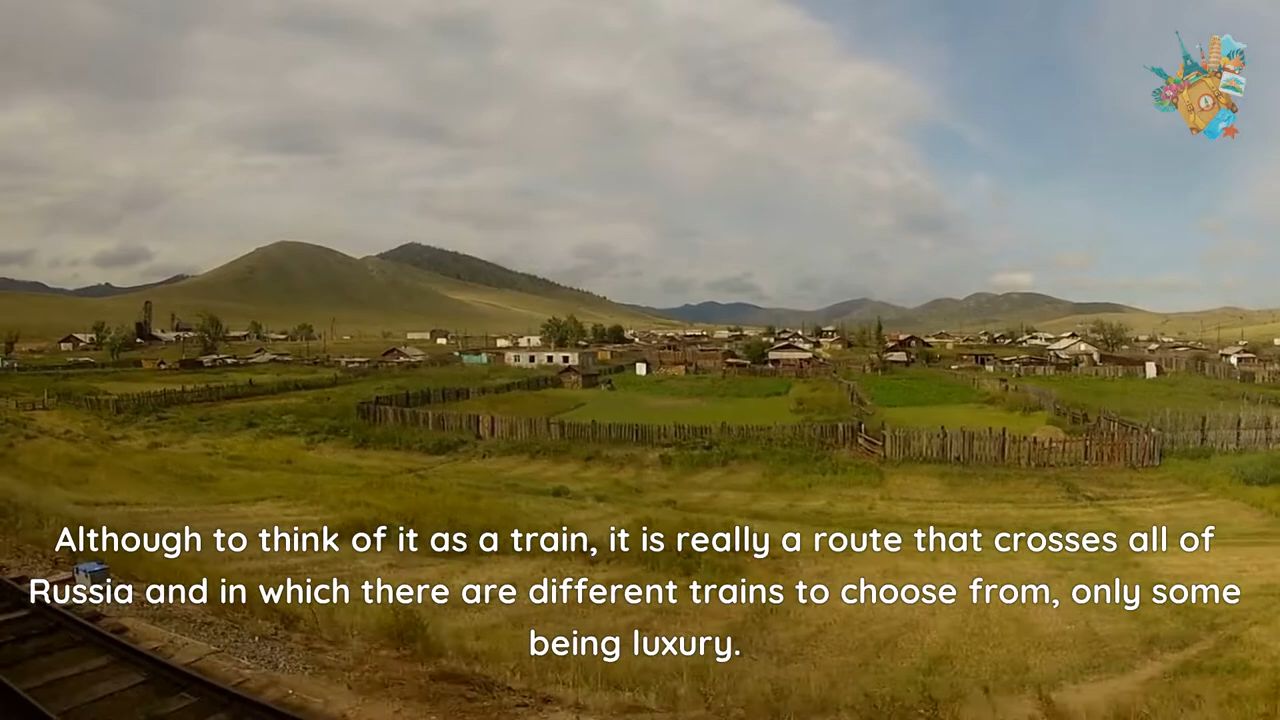 Although to think of it as a train, it is really a route that crosses all of
Russia and in which there are different trains to choose from, only some
being luxury.